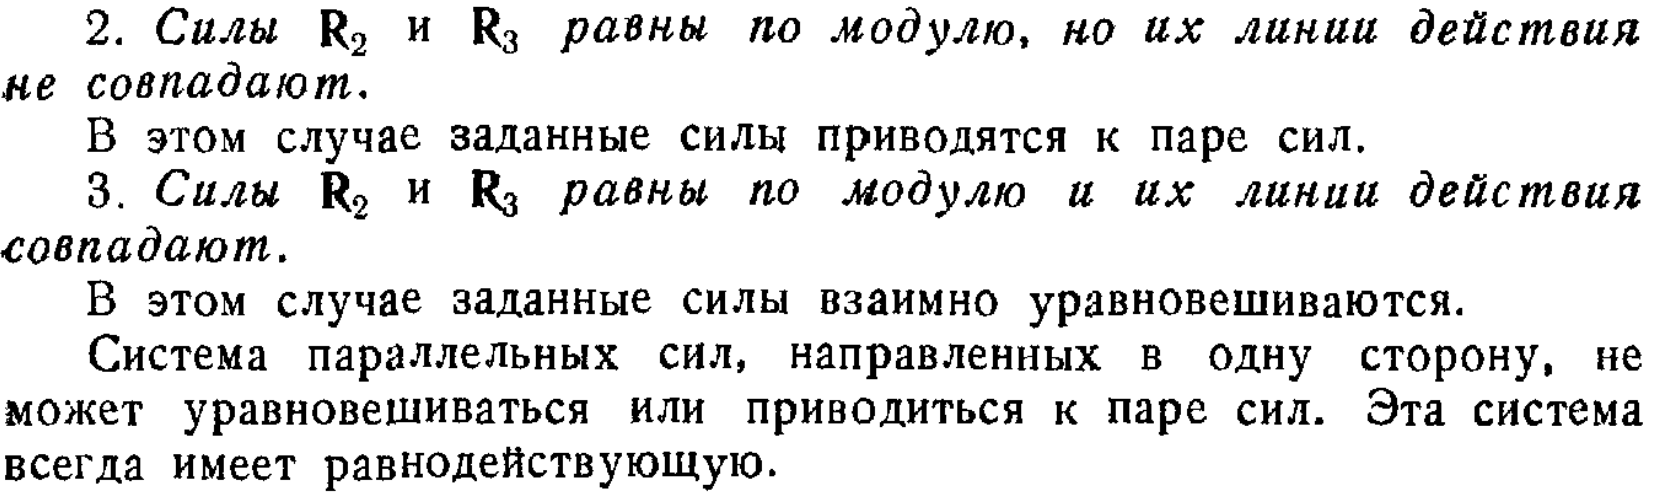 2. Силы R₂ и R₃ равны по модулю, но их линии действия
не совпадают.
В этом случае заданные силы приводятся к паре сил.
3. Силы R₂ и R₃ равны по модулю и их линии действия
совпадают.
В этом случае заданные силы взаимно уравновешиваются.
Система параллельных сил, направленных в одну сторону, не
может уравновешиваться или приводиться к паре сил. Эта система
всегда имеет равнодействующую.